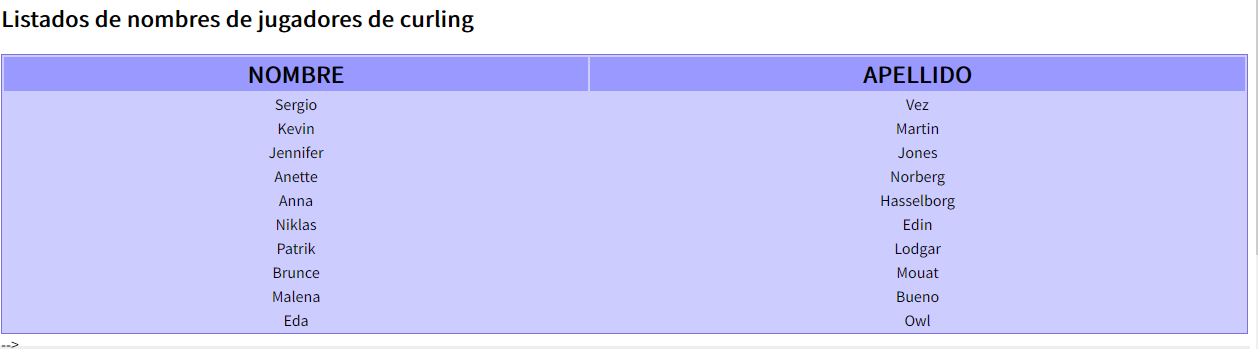 Listados de nombres de jugadores de curling
NOMBRE APELLIDO
Sergio Vez
Kevin Martin
Jennifer Jones
Anette Norberg
Anna Hasselborg
Niklas Edin
Patrik Lodgar
Brunce Mouat
Malena Bueno
Eda Owl
-->